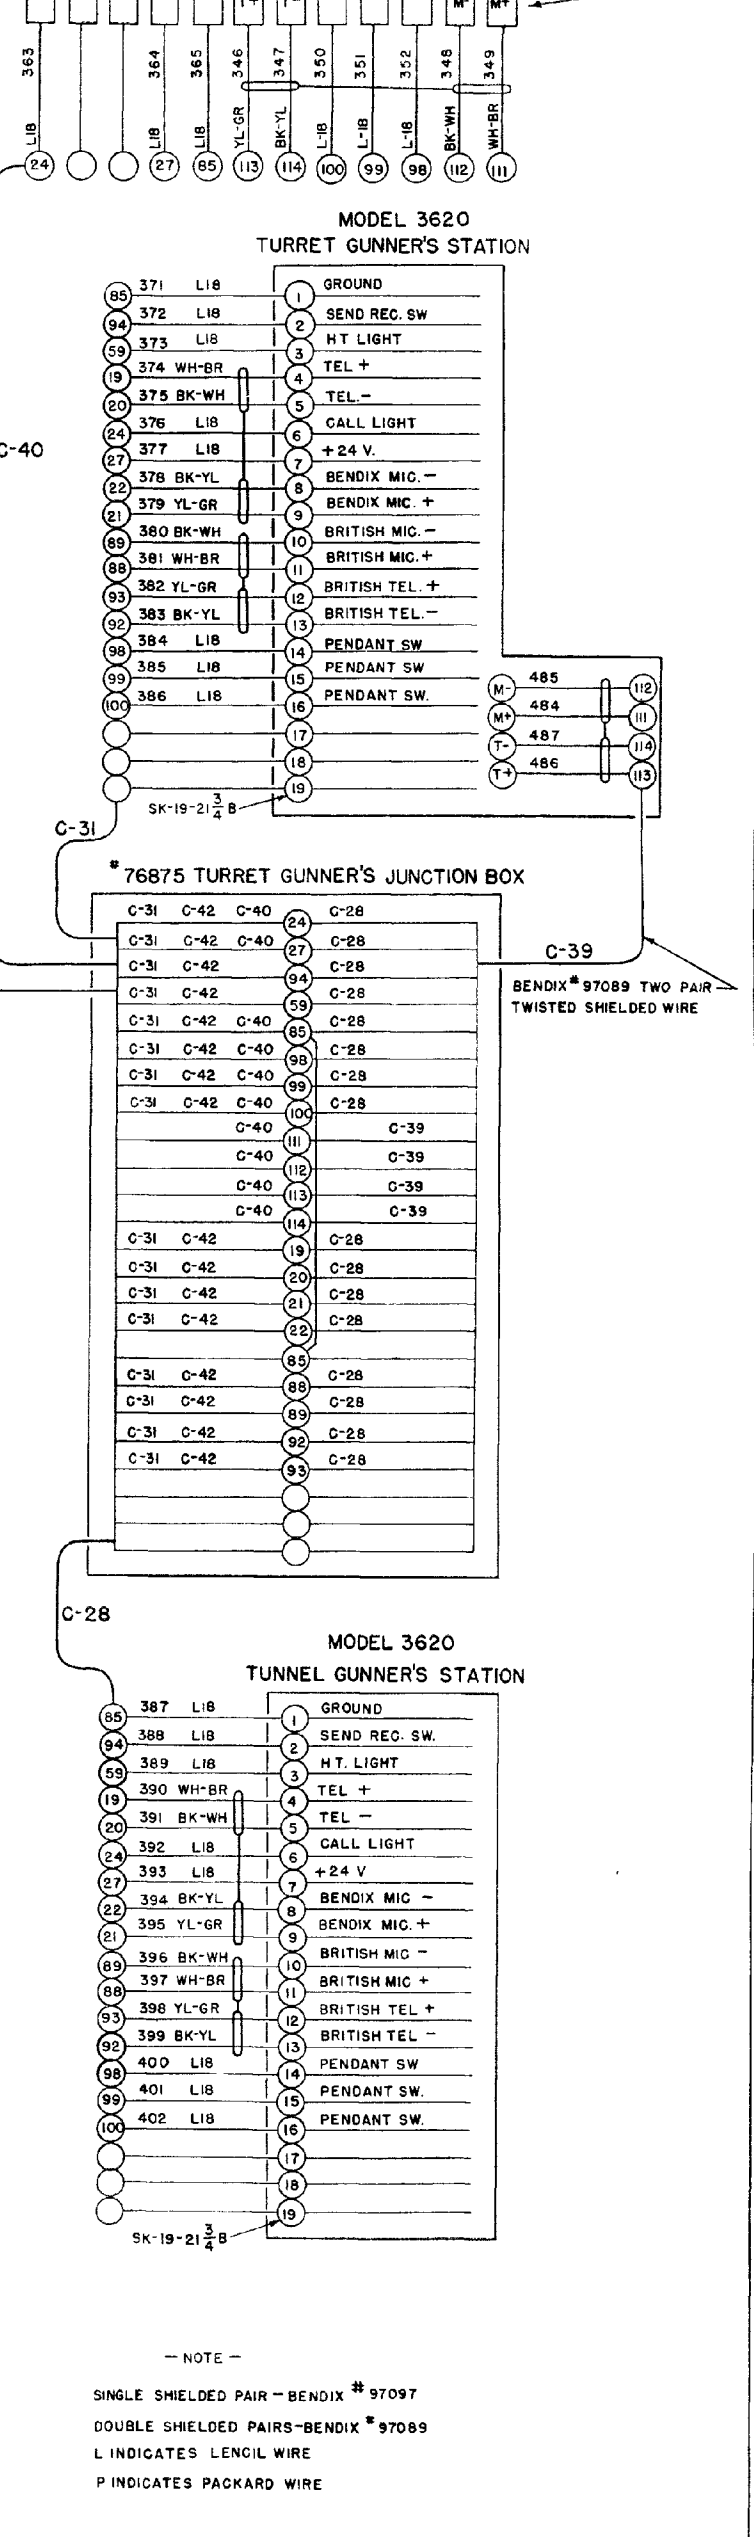 T+ T- M- M+
363 364 365 346 347 350 351 352 348 349
L18 L18 L18 YL-GR BK-YL L-18 L-18 L-18 BK-WH WH-BR
24 27 85 113 114 100 99 98 112 111
MODEL 3620
TURRET GUNNER'S STATION
85 371 L18 1 GROUND
94 372 L18 2 SEND REC. SW
59 373 L18 3 HT LIGHT
19 374 WH-BR 4 TEL +
20 375 BK-WH 5 TEL.-
24 376 L18 6 CALL LIGHT
C-40
27 377 L18 7 +24 V.
22 378 BK-YL 8 BENDIX MIC.-
21 379 YL-GR 9 BENDIX MIC. +
89 380 BK-WH 10 BRITISH MIC.-
88 381 WH-BR 11 BRITISH MIC.+
93 382 YL-GR 12 BRITISH TEL. +
92 383 BK-YL 13 BRITISH TEL.-
98 384 L18 14 PENDANT SW
99 385 L18 15 PENDANT SW
100 386 L18 16 PENDANT SW.
M- 485 112
M+ 484 111
T- 487 114
T+ 486 113
17
18
19
SK-19-21 3/4 B
C-31
#76875 TURRET GUNNER'S JUNCTION BOX
C-31 C-42 C-40 24 C-28
C-31 C-42 C-40 27 C-28
C-31 C-42 94 C-28
C-31 C-42 59 C-28
C-31 C-42 C-40 85 C-28
C-31 C-42 C-40 98 C-28
C-31 C-42 C-40 99 C-28
C-31 C-42 C-40 100 C-28
C-40 111 C-39
C-40 112 C-39
C-40 113 C-39
C-40 114 C-39
C-31 C-42 19 C-28
C-31 C-42 20 C-28
C-31 C-42 21 C-28
C-31 C-42 22 C-28
85
C-31 C-42 88 C-28
C-31 C-42 89 C-28
C-31 C-42 92 C-28
C-31 C-42 93 C-28
C-39
BENDIX #97089 TWO PAIR
TWISTED SHIELDED WIRE
C-28
MODEL 3620
TUNNEL GUNNER'S STATION
85 387 L18 1 GROUND
94 388 L18 2 SEND REC. SW.
59 389 L18 3 HT. LIGHT
19 390 WH-BR 4 TEL +
20 391 BK-WH 5 TEL -
24 392 L18 6 CALL LIGHT
27 393 L18 7 +24 V
22 394 BK-YL 8 BENDIX MIC -
21 395 YL-GR 9 BENDIX MIC. +
89 396 BK-WH 10 BRITISH MIC -
88 397 WH-BR 11 BRITISH MIC +
93 398 YL-GR 12 BRITISH TEL +
92 399 BK-YL 13 BRITISH TEL -
98 400 L18 14 PENDANT SW
99 401 L18 15 PENDANT SW.
100 402 L18 16 PENDANT SW.
17
18
19
SK-19-21 3/4 B
- NOTE -
SINGLE SHIELDED PAIR - BENDIX #97097
DOUBLE SHIELDED PAIRS-BENDIX #97089
L INDICATES LENCIL WIRE
P INDICATES PACKARD WIRE